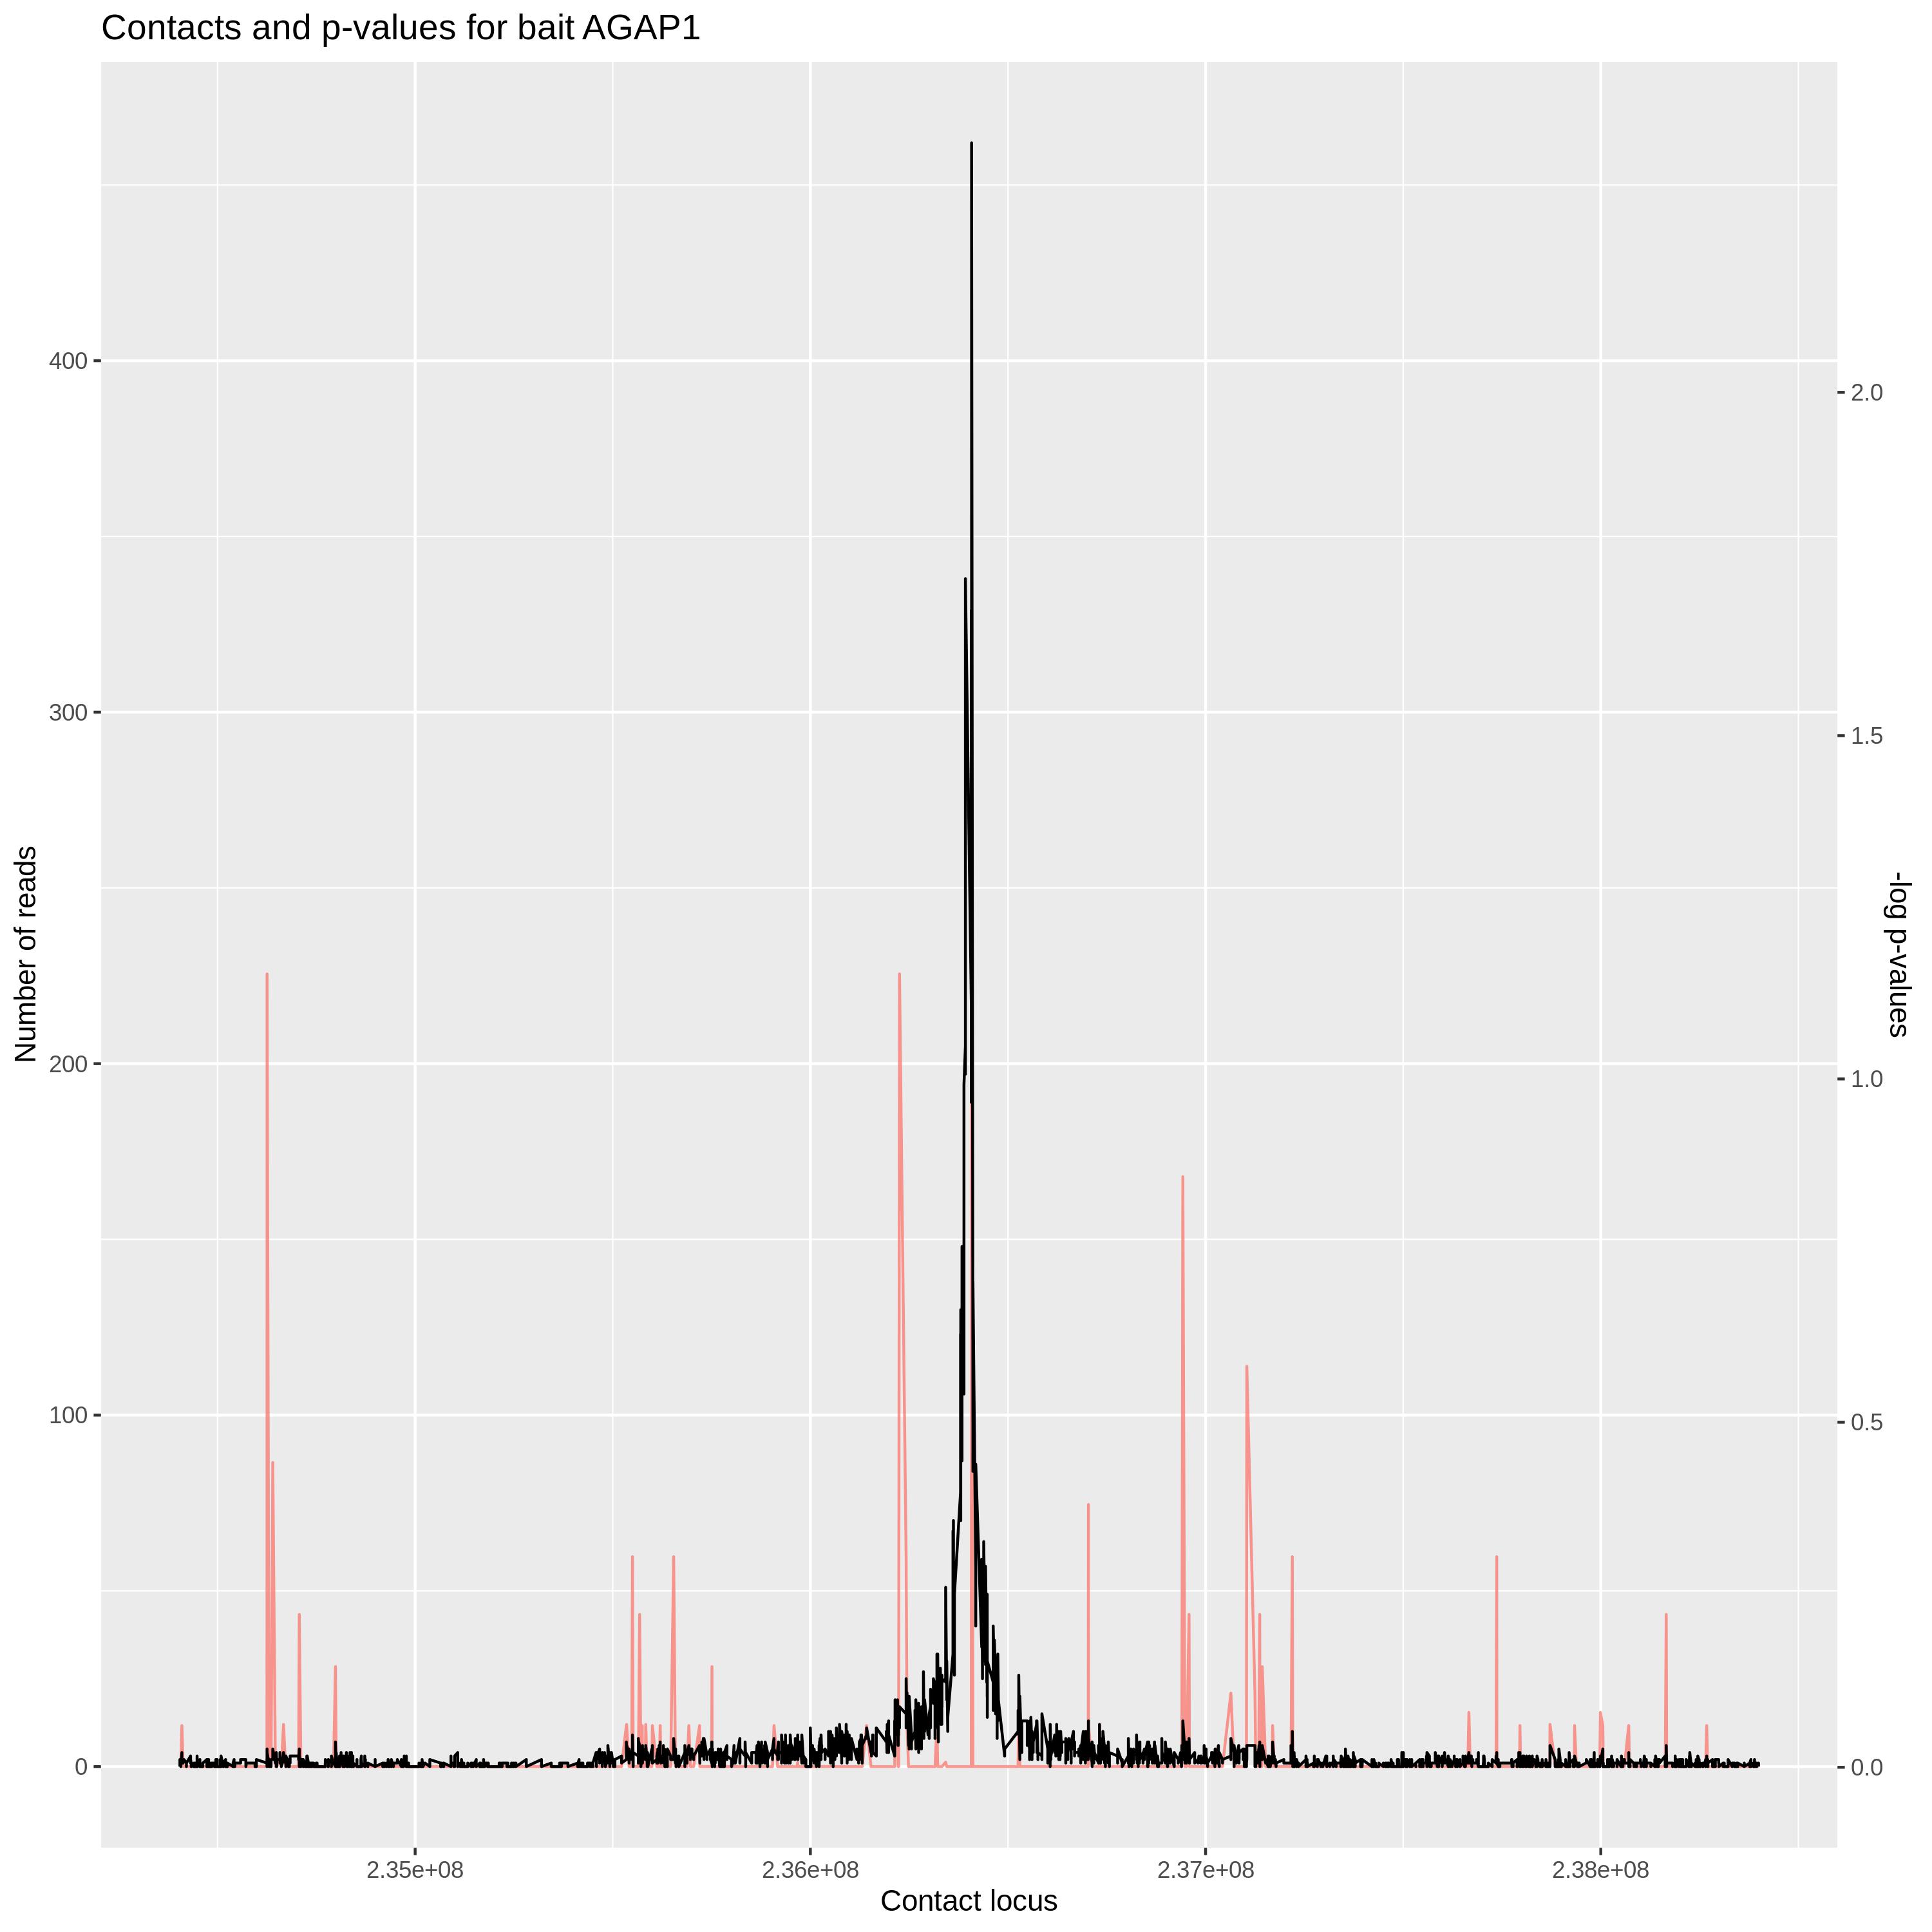 Contacts and p-values for bait AGAP1
Number of reads
400
300
200
100
0
2.0
1.5
1.0
0.5
0.0
-log p-values
2.35e+08
2.36e+08
2.37e+08
2.38e+08
Contact locus